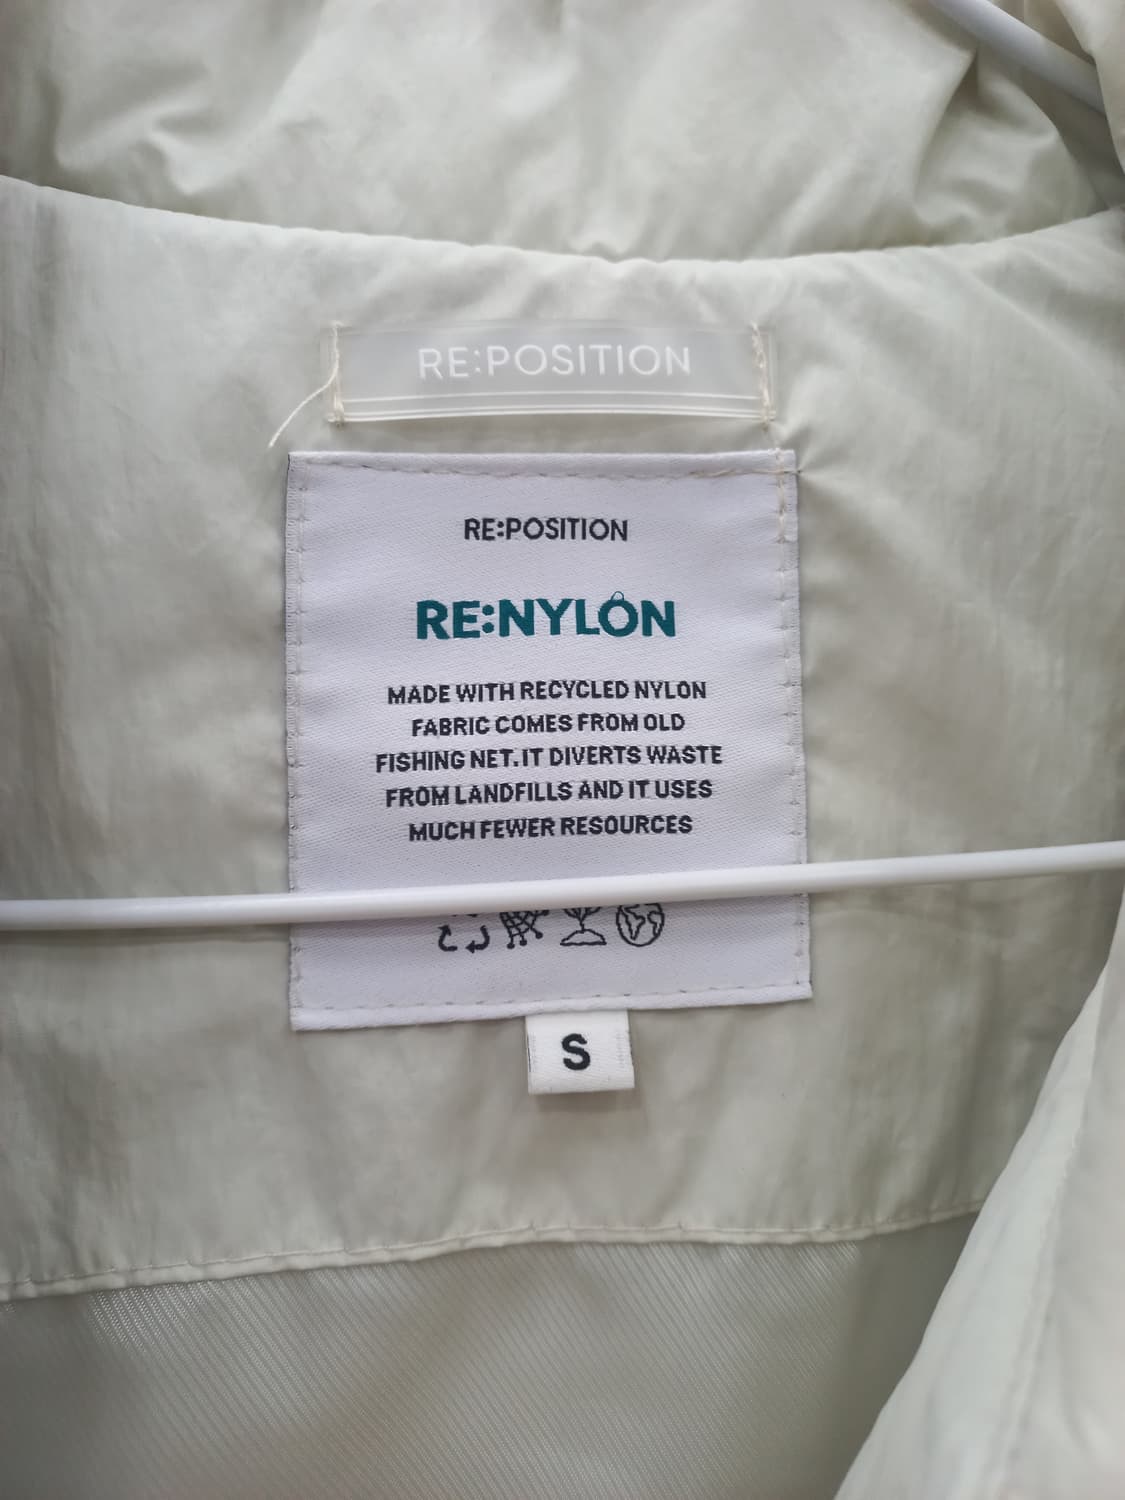 RE:POSITION
RE:POSITION
RE:NYLON
MADE WITH RECYCLED NYLON
FABRIC COMES FROM OLD
FISHING NET.IT DIVERTS WASTE
FROM LANDFILLS AND IT USES
MUCH FEWER RESOURCES
S